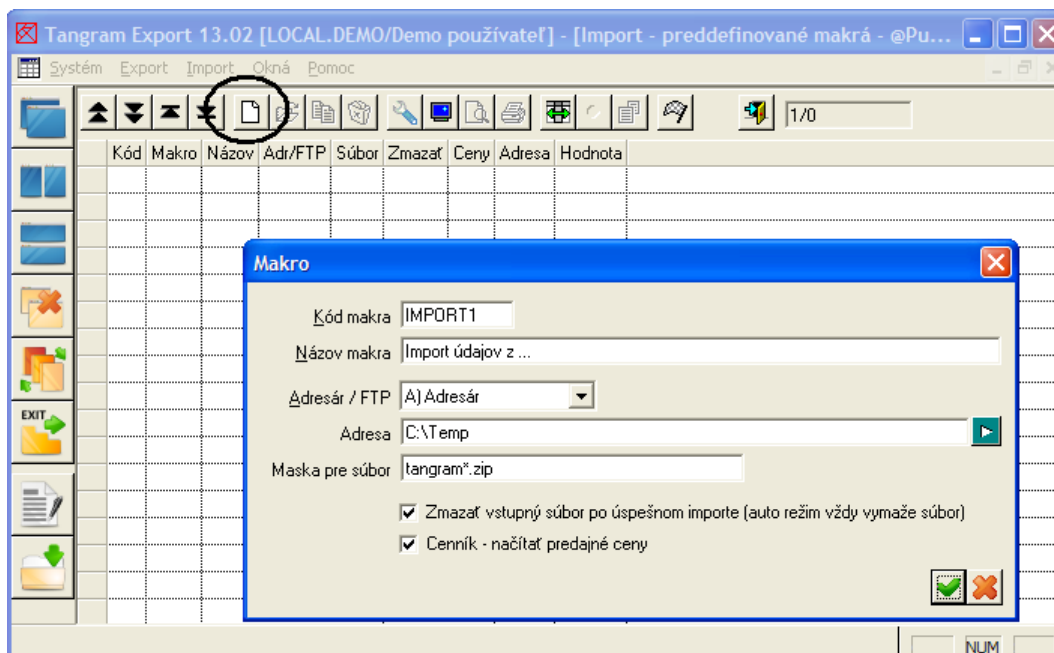 Tangram Export 13.02 [LOCAL.DEMO/Demo používateľ] - [Import - preddefinované makrá - @Pu...
Systém Export Import Okná Pomoc
1/0
Kód Makro Názov Adr/FTP Súbor Zmazať Ceny Adresa Hodnota
Makro
Kód makra IMPORT1
Názov makra Import údajov z ...
Adresár / FTP A) Adresár
Adresa C:\Temp
Maska pre súbor tangram*.zip
Zmazať vstupný súbor po úspešnom importe (auto režim vždy vymaže súbor)
Cenník - načítať predajné ceny
EXIT
NUM